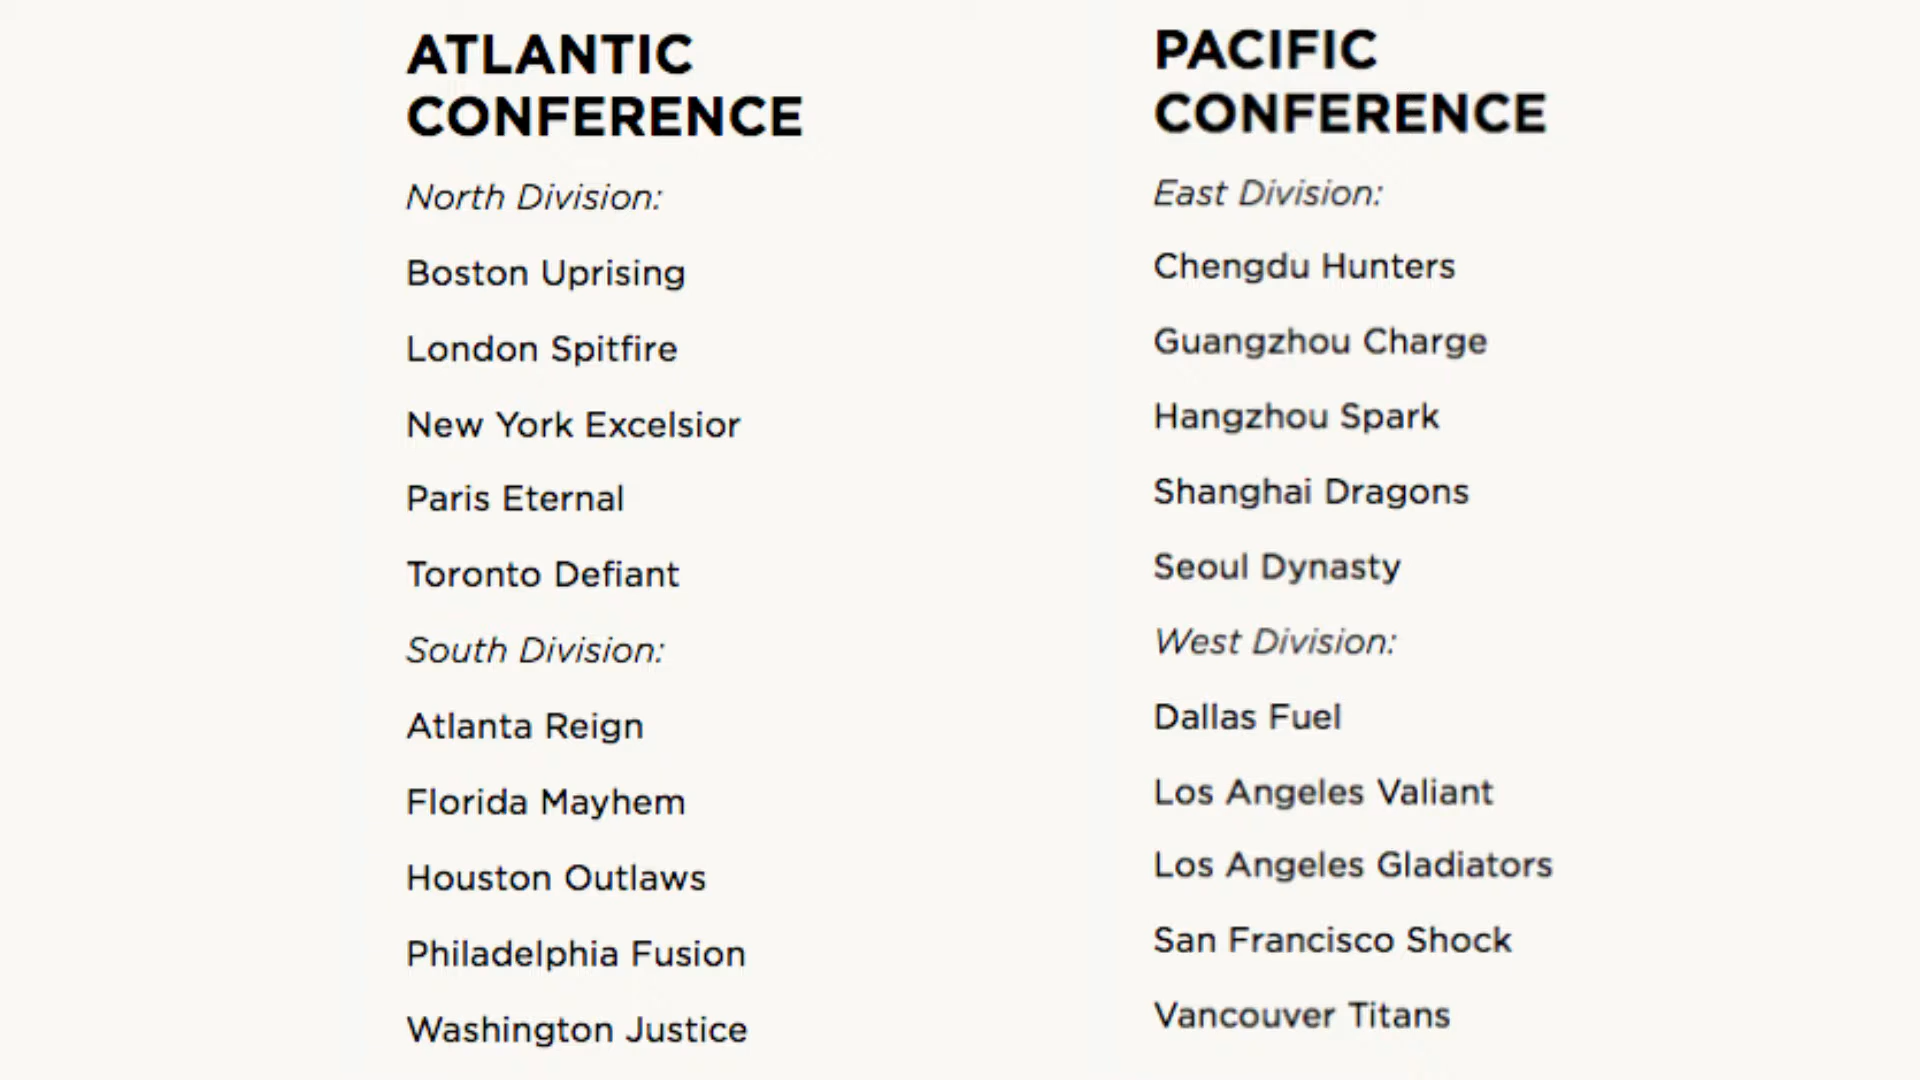 ATLANTIC
CONFERENCE
North Division:
Boston Uprising
London Spitfire
New York Excelsior
Paris Eternal
Toronto Defiant
South Division:
Atlanta Reign
Florida Mayhem
Houston Outlaws
Philadelphia Fusion
Washington Justice
PACIFIC
CONFERENCE
East Division:
Chengdu Hunters
Guangzhou Charge
Hangzhou Spark
Shanghai Dragons
Seoul Dynasty
West Division:
Dallas Fuel
Los Angeles Valiant
Los Angeles Gladiators
San Francisco Shock
Vancouver Titans